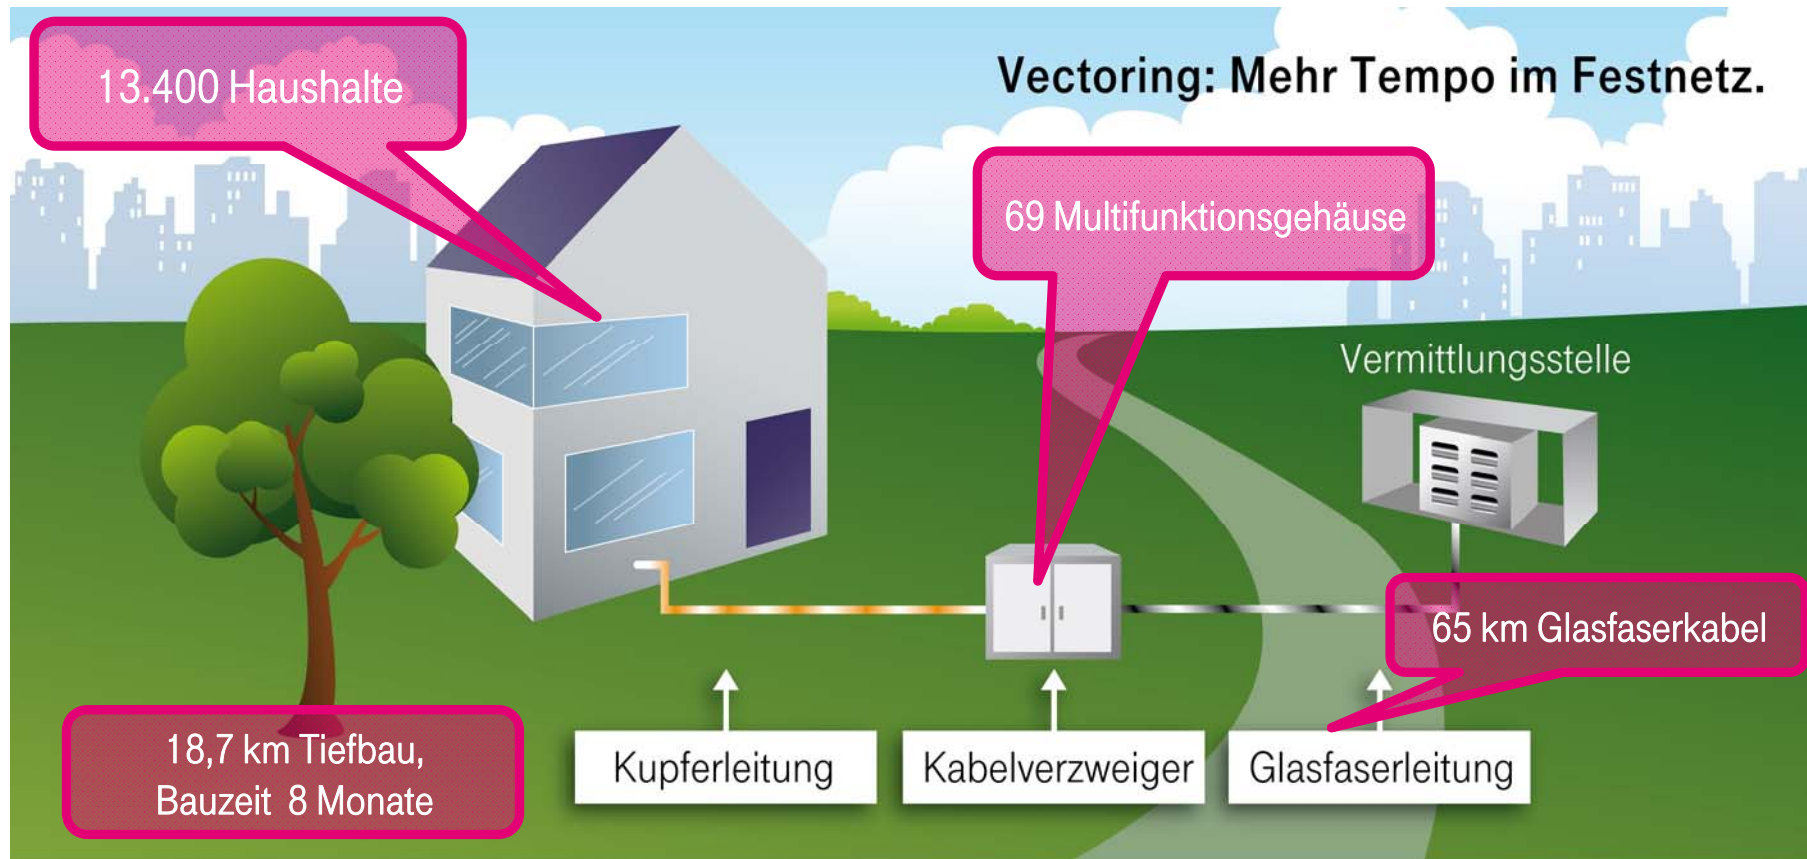 13.400 Haushalte
Vectoring: Mehr Tempo im Festnetz.
69 Multifunktionsgehäuse
Vermittlungsstelle
65 km Glasfaserkabel
18,7 km Tiefbau,
Bauzeit 8 Monate
Kupferleitung
Kabelverzweiger
Glasfaserleitung